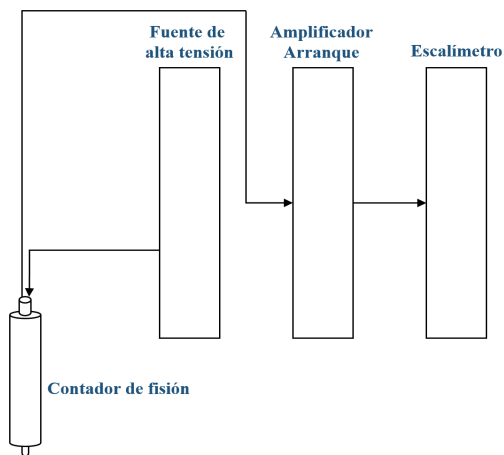 Fuente de
alta tensión
Amplificador
Arranque
Escalímetro
Contador de fisión